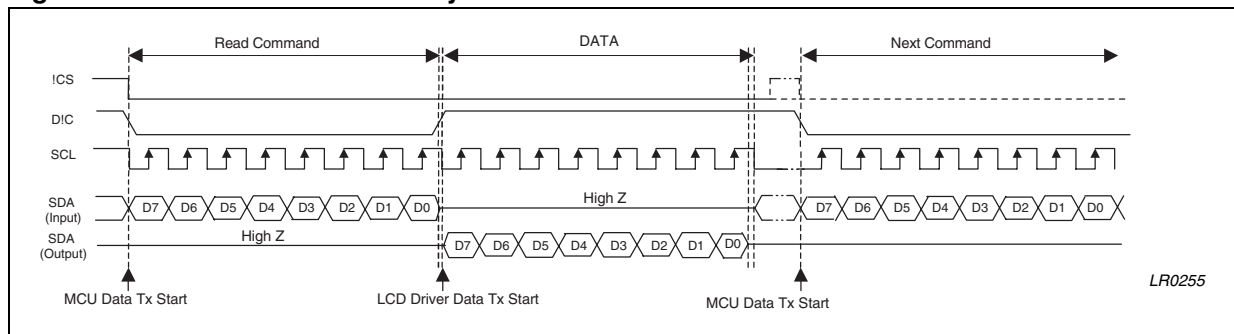 Read Command DATA Next Command
!CS
D!C
SCL
SDA (Input) D7 D6 D5 D4 D3 D2 D1 D0 High Z D7 D6 D5 D4 D3 D2 D1 D0
SDA (Output) High Z D7 D6 D5 D4 D3 D2 D1 D0
MCU Data Tx Start LCD Driver Data Tx Start MCU Data Tx Start
LR0255